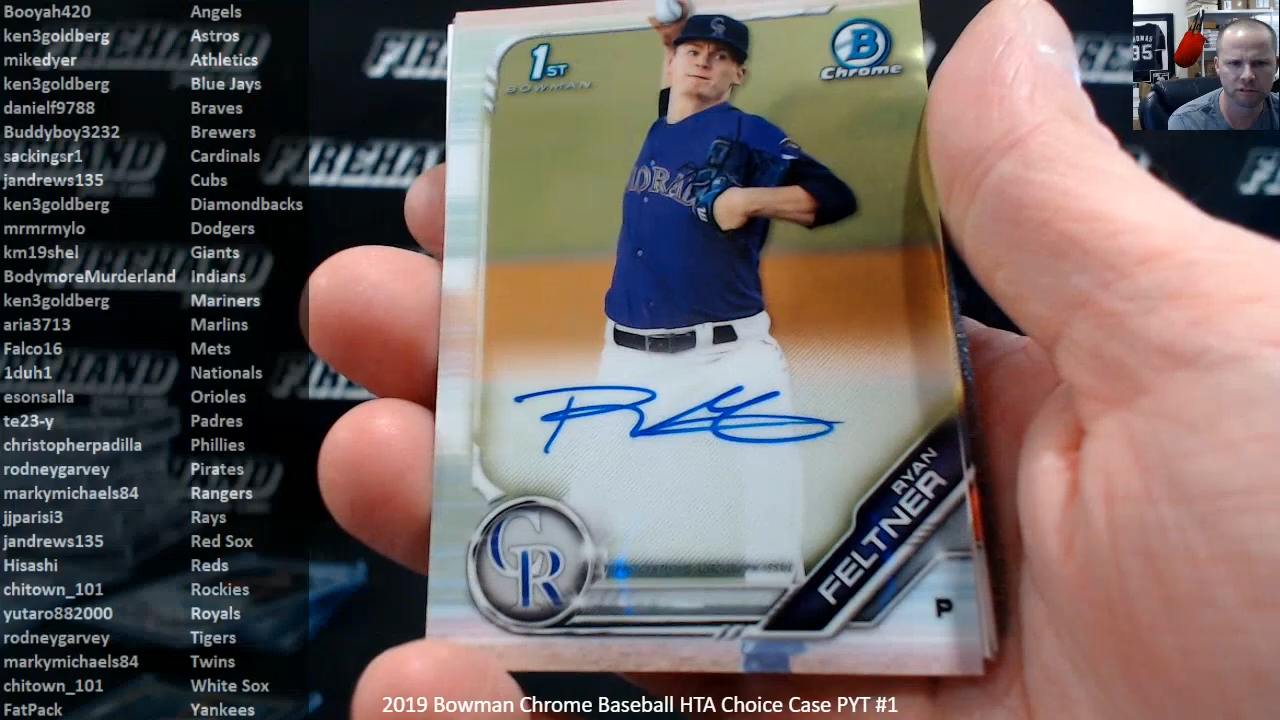 Booyah420 Angels
ken3goldberg Astros
mikedyer Athletics
ken3goldberg Blue Jays
danielf9788 Braves
Buddyboy3232 Brewers
sackingsr1 Cardinals
jandrews135 Cubs
ken3goldberg Diamondbacks
mrmrmylo Dodgers
km19shel Giants
BodymoreMurderland Indians
ken3goldberg Mariners
aria3713 Marlins
Falco16 Mets
1duh1 Nationals
esonsalla Orioles
te23-y Padres
christopherpadilla Phillies
rodneygarvey Pirates
markymichaels84 Rangers
jjparisi3 Rays
jandrews135 Red Sox
Hisashi Reds
chitown_101 Rockies
yutaro882000 Royals
rodneygarvey Tigers
markymichaels84 Twins
chitown_101 White Sox
FatPack Yankees
1ST
BOWMAN
B
Chrome
CR
RYAN
FELTNER
P
FIREHAND
95
2019 Bowman Chrome Baseball HTA Choice Case PYT #1